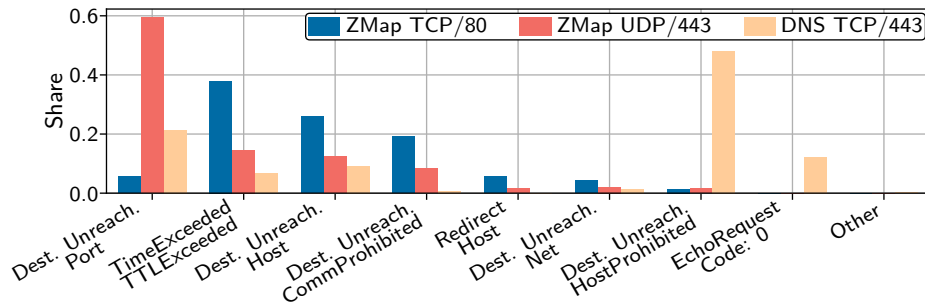 ZMap TCP/80 ZMap UDP/443 DNS TCP/443
Share
0.6
0.4
0.2
0.0
Dest. Unreach.
Port
TimeExceeded
TTLExceeded
Dest. Unreach.
Host
Dest. Unreach.
CommProhibited
Redirect
Host
Dest. Unreach.
Net
Dest. Unreach.
HostProhibited
EchoRequest
Code: 0
Other